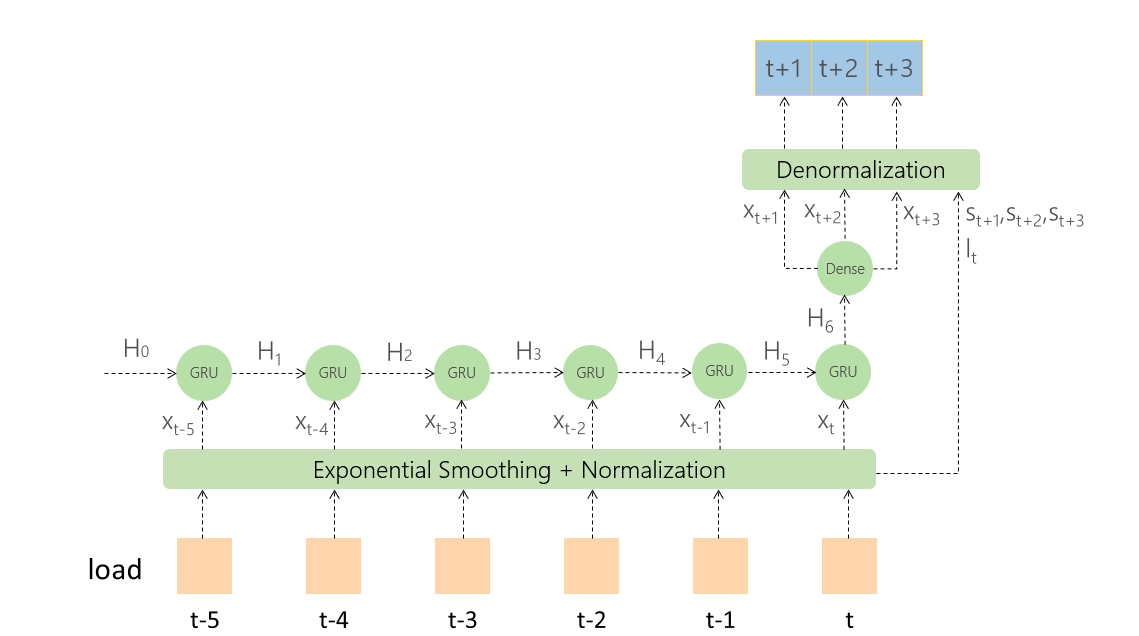 t+1 t+2 t+3
Denormalization
x_{t+1} x_{t+2} x_{t+3} s_{t+1},s_{t+2},s_{t+3}
l_t
Dense
H_6
H_0 H_1 H_2 H_3 H_4 H_5
GRU GRU GRU GRU GRU GRU
x_{t-5} x_{t-4} x_{t-3} x_{t-2} x_{t-1} x_t
Exponential Smoothing + Normalization
load
t-5 t-4 t-3 t-2 t-1 t